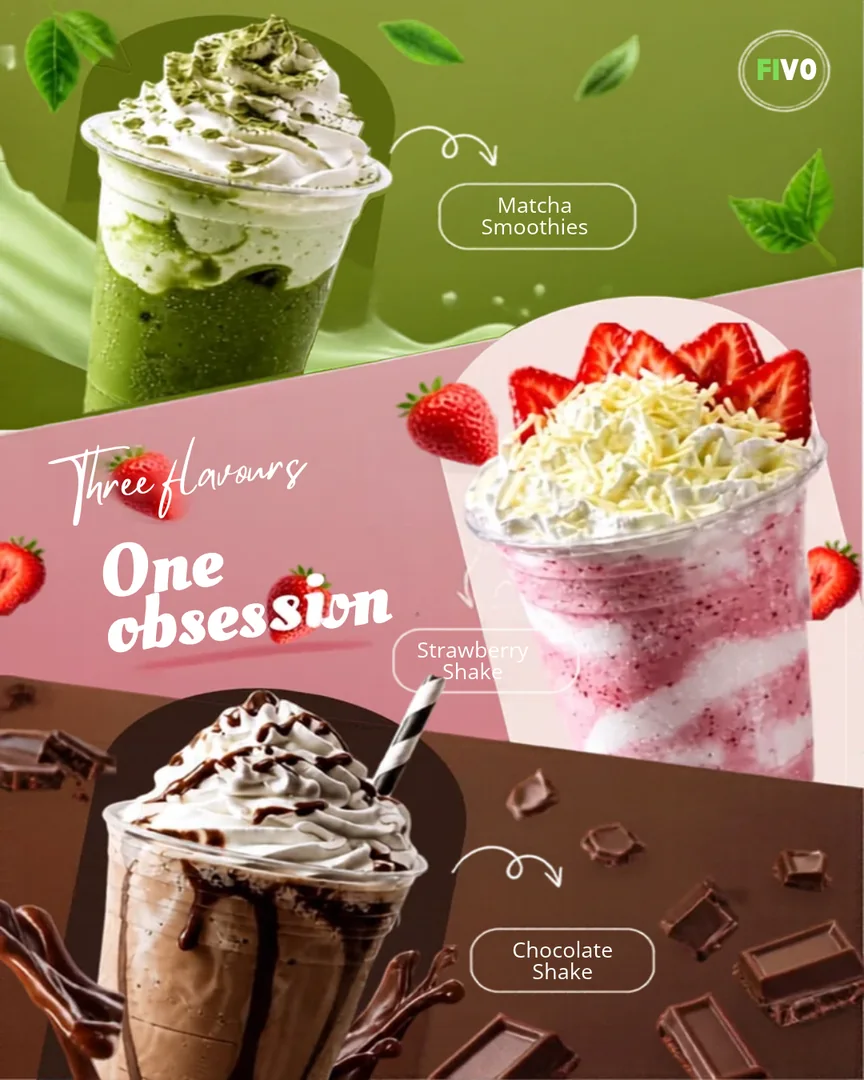 FIVO
Matcha
Smoothies
Three flavours
One
obsession
Strawberry
Shake
Chocolate
Shake